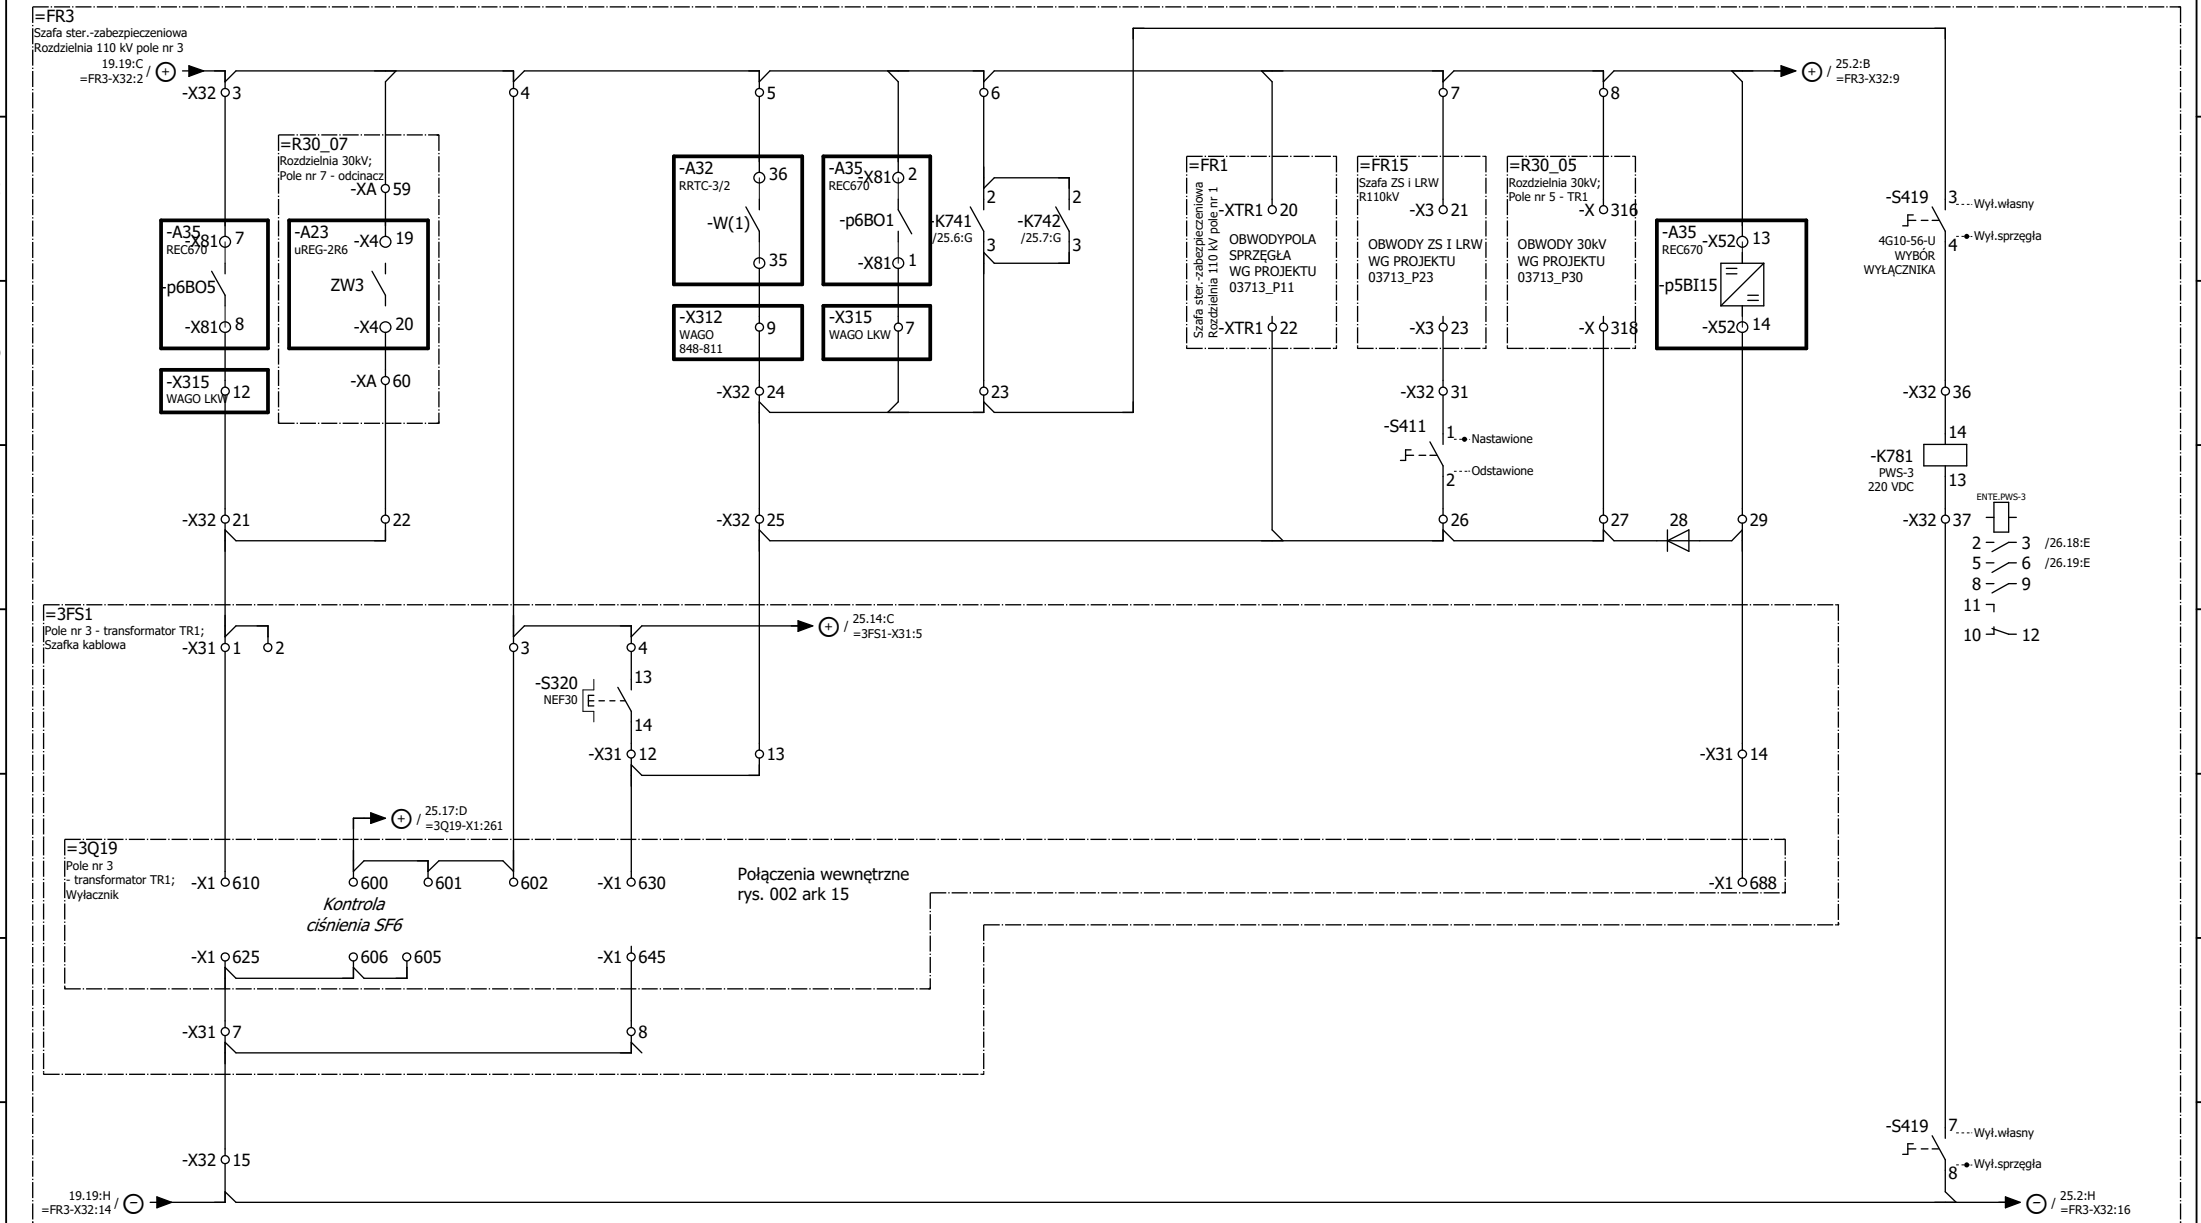 =FR3
Szafa ster.-zabezpieczeniowa
Rozdzielnia 110 kV pole nr 3
19.19:C
=FR3-X32:2 / +
-X32 3
4
5
6
7
8
+ / 25.2:B
=FR3-X32:9
=R30_07
Rozdzielnia 30kV;
Pole nr 7 - odcinacz
-XA 59
-A35
REC670
-X81 7
-p6BO5
-X81 8
-X315
WAGO LKW
12
-A23
uREG-2R6
-X4 19
ZW3
-X4 20
-XA 60
-A32
RRTC-3/2
36
-W(1)
35
-X312
WAGO
848-811
9
-A35
REC670
-X81 2
-p6BO1
-X81 1
-X315
WAGO LKW
7
2
-K741
/25.6:G
3
2
-K742
/25.7:G
3
=FR1
Szafa ster.-zabezpieczeniowa
Rozdzielnia 110 kV pole nr 1
-XTR1 20
OBWODYPOLA
SPRZĘGŁA
WG PROJEKTU
03713_P11
-XTR1 22
=FR15
Szafa ZS i LRW
R110kV
-X3 21
OBWODY ZS I LRW
WG PROJEKTU
03713_P23
-X3 23
=R30_05
Rozdzielnia 30kV;
Pole nr 5 - TR1
-X 316
OBWODY 30kV
WG PROJEKTU
03713_P30
-X 318
-A35
REC670
-X52 13
-p5BI15
-X52 14
-S419
3
Wył.własny
4
Wył.sprzęgła
4G10-56-U
WYBÓR
WYŁĄCZNIKA
-X32 24
23
-X32 31
-X32 36
-S411
1
Nastawione
Odstawione
2
14
-K781
PWS-3
220 VDC
13
-X32 21
22
-X32 25
26
27
28
29
-X32 37
ENTE.PWS-3
2 3 /26.18:E
5 6 /26.19:E
8 9
11
10 12
=3FS1
Pole nr 3 - transformator TR1;
Szafka kablowa
-X31 1
2
3
4
+ / 25.14:C
=3FS1-X31:5
-S320
NEF30
E
13
14
-X31 12
13
-X31 14
+ / 25.17:D
=3Q19-X1:261
=3Q19
Pole nr 3
- transformator TR1;
Wyłacznik
-X1 610
600
601
602
-X1 630
Kontrola
ciśnienia SF6
Połączenia wewnętrzne
rys. 002 ark 15
-X1 688
-X1 625
606
605
-X1 645
-X31 7
8
-X32 15
-S419
7
Wył.własny
8
Wył.sprzęgła
19.19:H
=FR3-X32:14 / −
− / 25.2:H
=FR3-X32:16